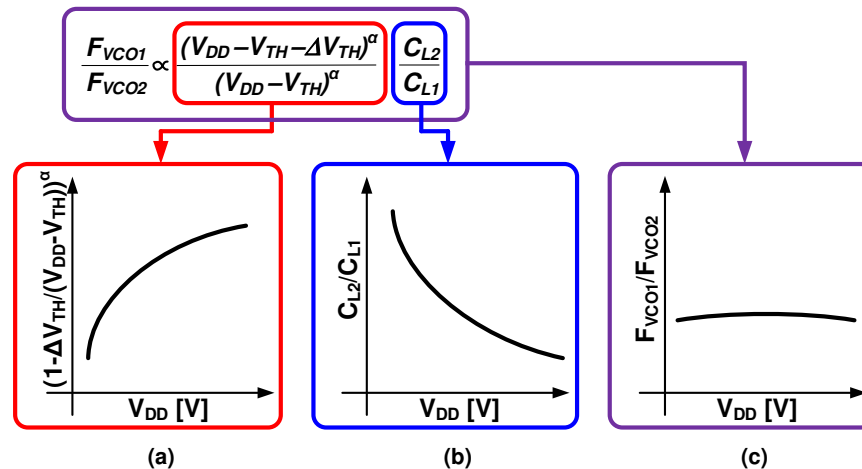 F_VCO1 / F_VCO2 ∝ (V_DD – V_TH – ΔV_TH)^α / (V_DD – V_TH)^α C_L2 / C_L1
(1-ΔV_TH/(V_DD-V_TH))^α
V_DD [V]
(a)
C_L2/C_L1
V_DD [V]
(b)
F_VCO1/F_VCO2
V_DD [V]
(c)